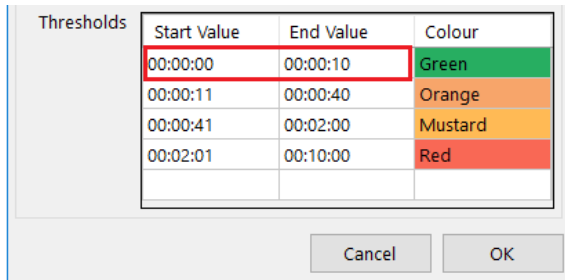 Thresholds Start Value End Value Colour
00:00:00 00:00:10 Green
00:00:11 00:00:40 Orange
00:00:41 00:02:00 Mustard
00:02:01 00:10:00 Red
Cancel OK